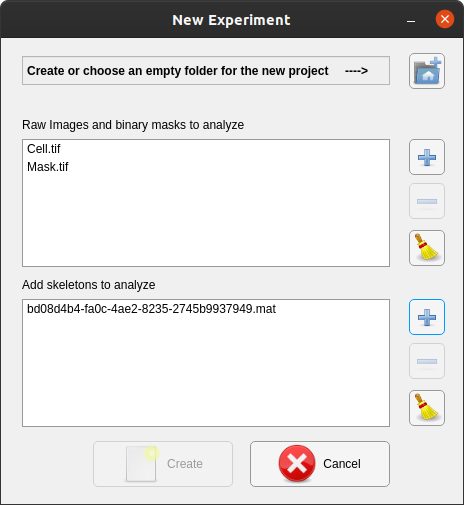 New Experiment
Create or choose an empty folder for the new project ---->
Raw Images and binary masks to analyze
Cell.tif
Mask.tif
Add skeletons to analyze
bd08d4b4-fa0c-4ae2-8235-2745b9937949.mat
Create
Cancel